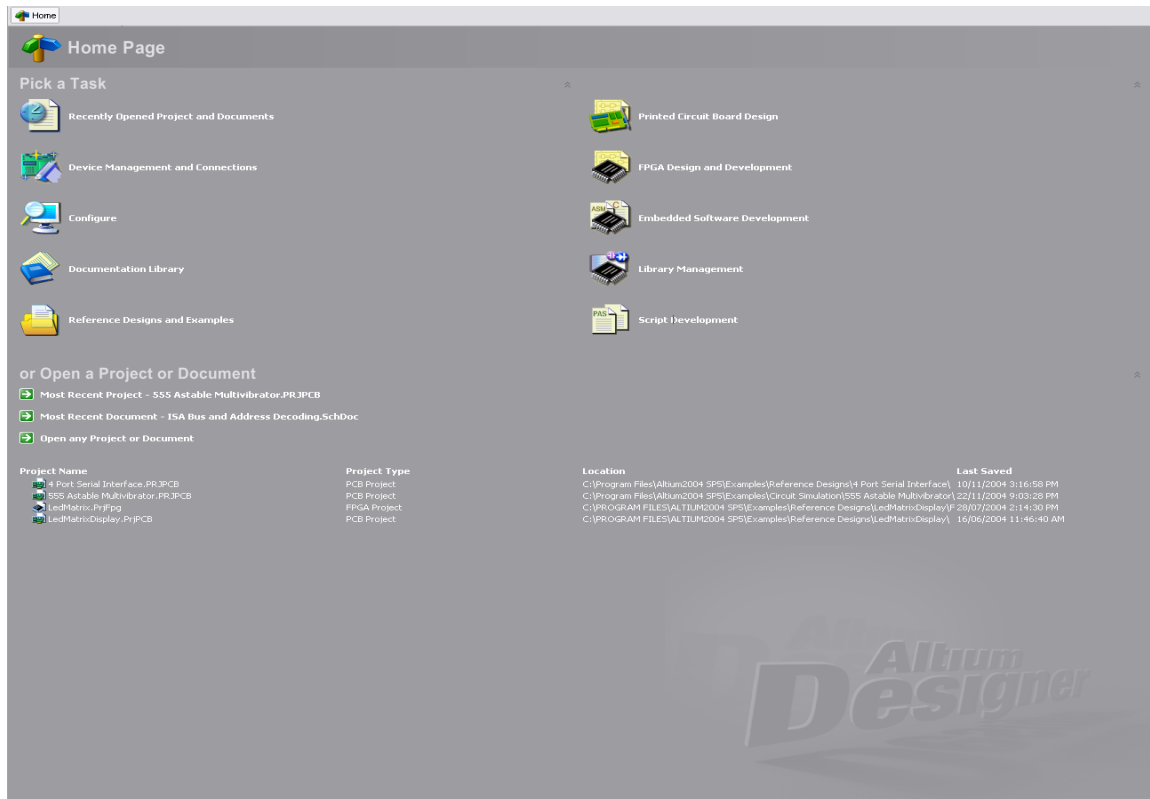 Home
Home Page
Pick a Task
Recently Opened Project and Documents
Device Management and Connections
Configure
Documentation Library
Reference Designs and Examples
Printed Circuit Board Design
FPGA Design and Development
ASM C
Embedded Software Development
Library Management
PAS
Script Development
or Open a Project or Document
Most Recent Project - 555 Astable Multivibrator.PRJPCB
Most Recent Document - ISA Bus and Address Decoding.SchDoc
Open any Project or Document
Project Name Project Type Location Last Saved
4 Port Serial Interface.PRJPCB PCB Project C:\Program Files\Altium2004 SP5\Examples\Reference Designs\4 Port Serial Interface\ 10/11/2004 3:16:58 PM
555 Astable Multivibrator.PRJPCB PCB Project C:\Program Files\Altium2004 SP5\Examples\Circuit Simulation\555 Astable Multivibrator\ 22/11/2004 9:03:28 PM
LedMatrix.PrjFpg FPGA Project C:\PROGRAM FILES\ALTIUM2004 SP5\Examples\Reference Designs\LedMatrixDisplay\F 28/07/2004 2:14:30 PM
LedMatrixDisplay.PrjPCB PCB Project C:\PROGRAM FILES\ALTIUM2004 SP5\Examples\Reference Designs\LedMatrixDisplay\ 16/06/2004 11:46:40 AM
Altium
Designer